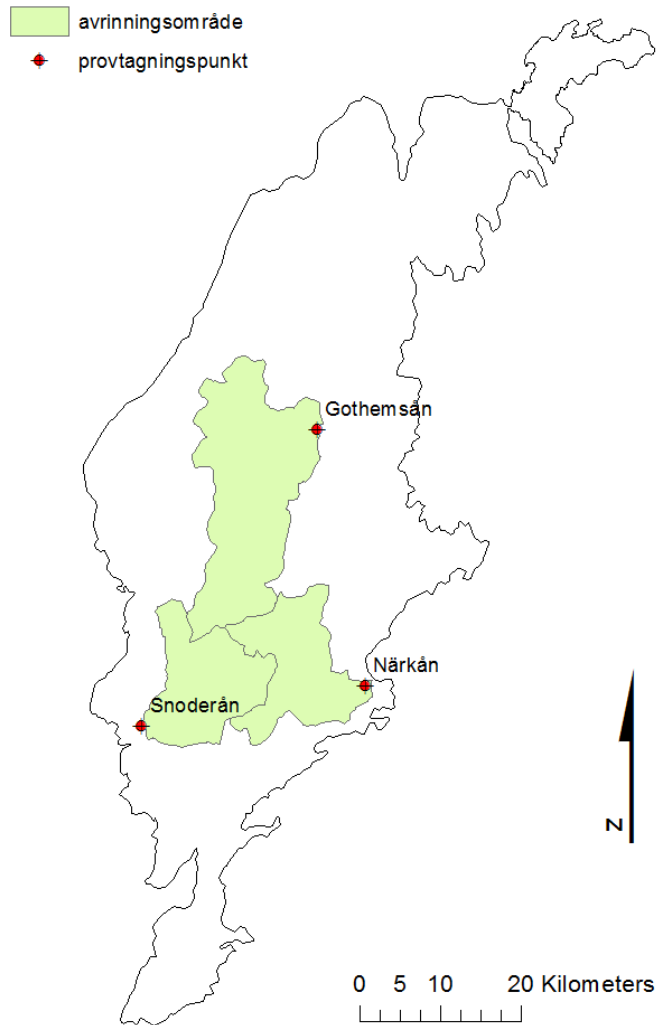 avrinningsområde
provtagningspunkt
Gothemsån
Närkån
Snoderån
N
0 5 10 20 Kilometers